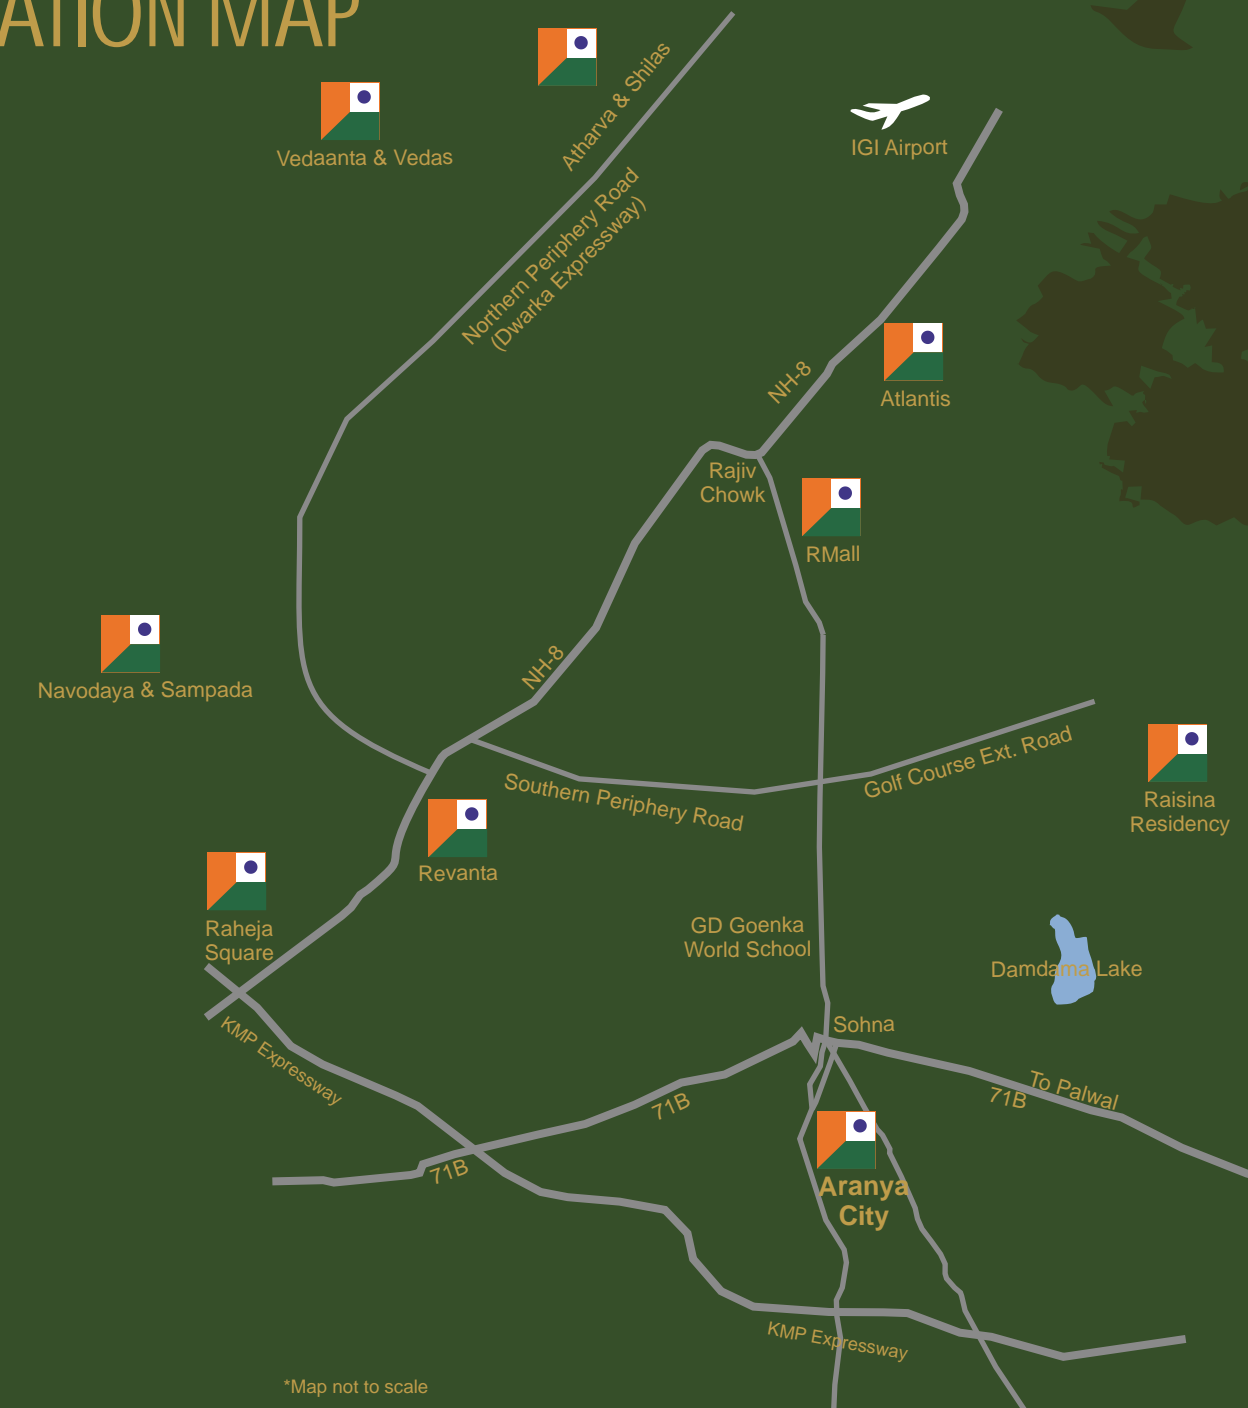 ATION MAP
Atharva & Shilas
Vedaanta & Vedas
IGI Airport
Northern Periphery Road
(Dwarka Expressway)
NH-8
Atlantis
Rajiv
Chowk
RMall
NH-8
Navodaya & Sampada
Southern Periphery Road
Golf Course Ext. Road
Raisina
Residency
Revanta
Raheja
Square
GD Goenka
World School
Damdama Lake
Sohna
KMP Expressway
71B
To Palwal
71B
71B
Aranya
City
KMP Expressway
*Map not to scale